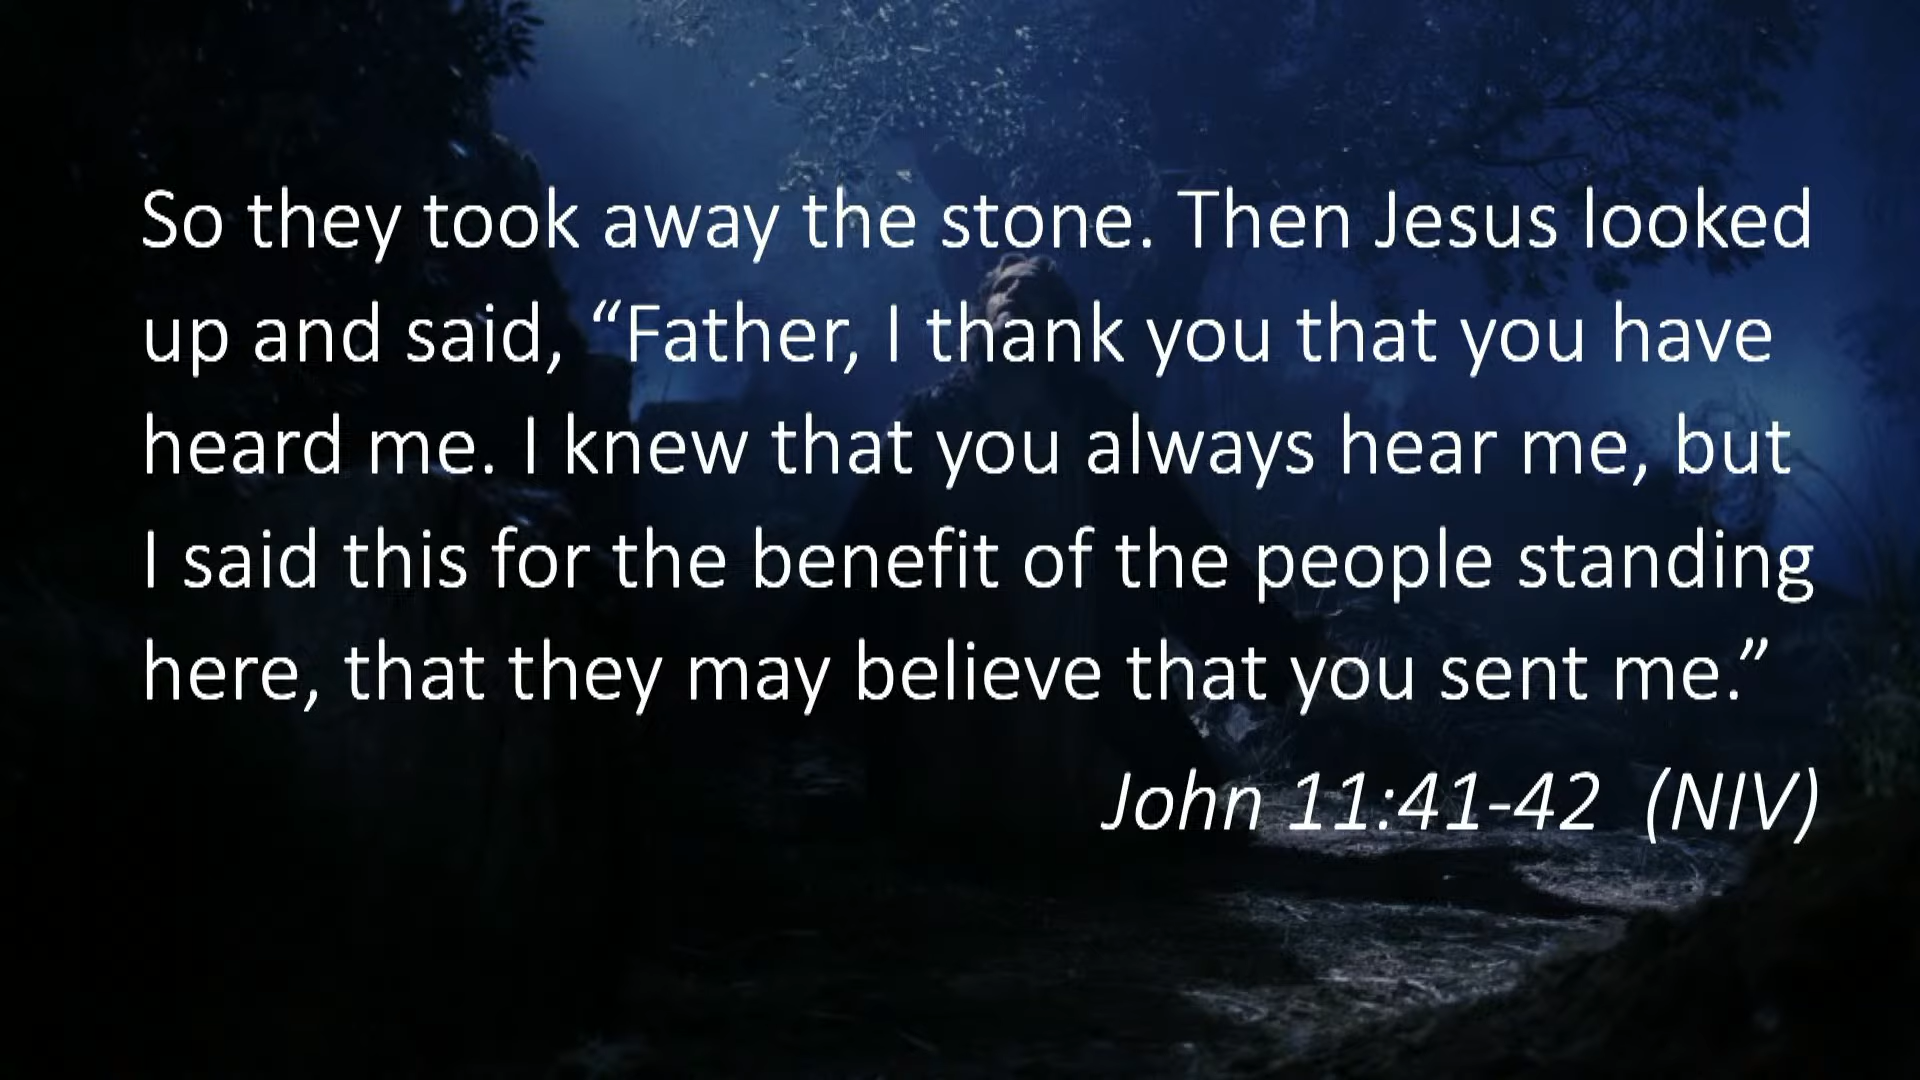 So they took away the stone. Then Jesus looked
up and said, “Father, I thank you that you have
heard me. I knew that you always hear me, but
I said this for the benefit of the people standing
here, that they may believe that you sent me.”
John 11:41-42 (NIV)